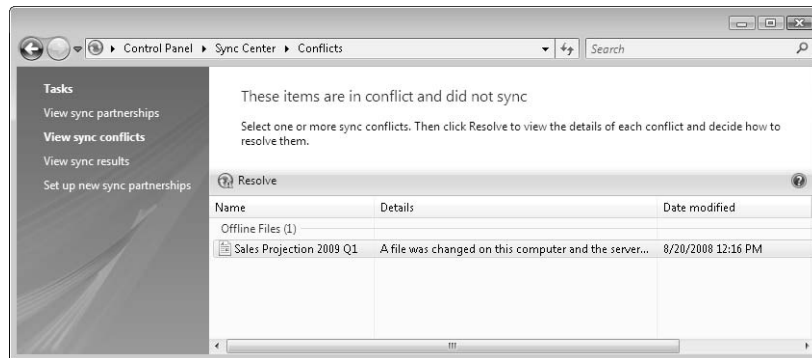 Control Panel Sync Center Conflicts Search
Tasks
View sync partnerships
View sync conflicts
View sync results
Set up new sync partnerships
These items are in conflict and did not sync
Select one or more sync conflicts. Then click Resolve to view the details of each conflict and decide how to
resolve them.
Resolve
Name Details Date modified
Offline Files (1)
Sales Projection 2009 Q1 A file was changed on this computer and the server... 8/20/2008 12:16 PM